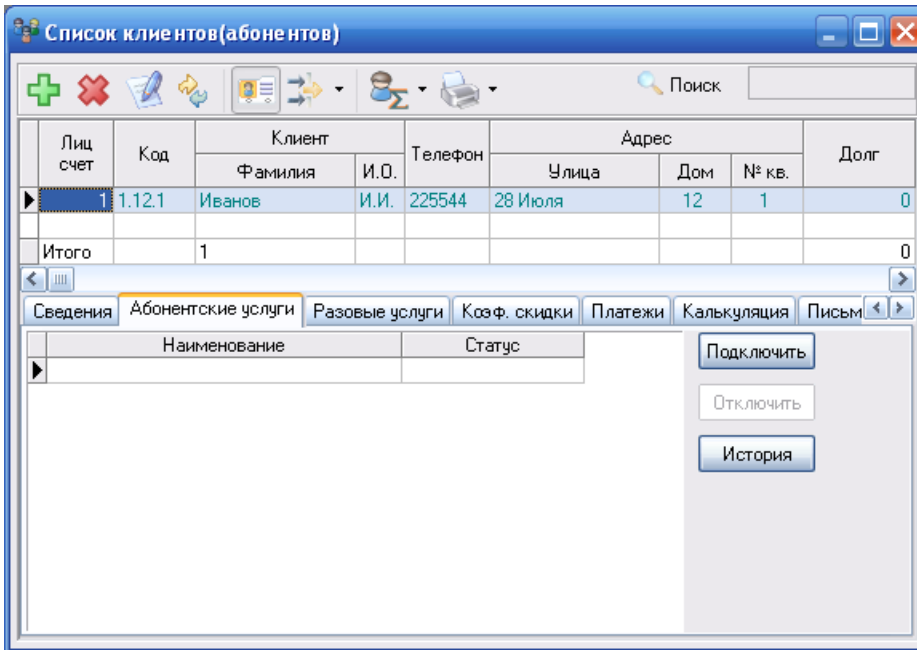 Список клиентов(абонентов)
Поиск
Лиц счет Код Клиент Телефон Адрес Долг
Фамилия И.О. Улица Дом № кв.
1 1.12.1 Иванов И.И. 225544 28 Июля 12 1 0
Итого 1 0
Сведения Абонентские услуги Разовые услуги Коэф. скидки Платежи Калькуляция Письм
Наименование Статус
Подключить
Отключить
История